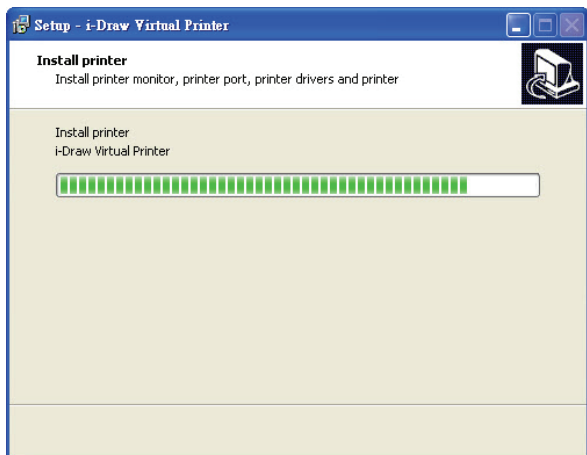 Setup - i-Draw Virtual Printer
Install printer
Install printer monitor, printer port, printer drivers and printer
Install printer
i-Draw Virtual Printer